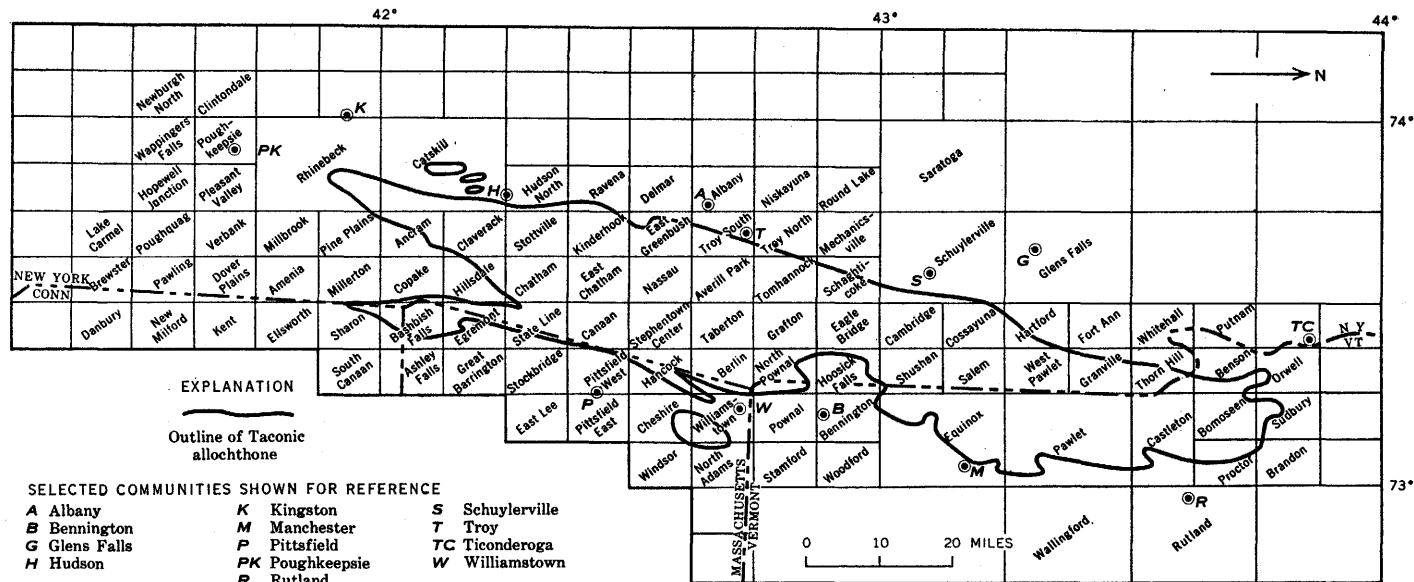 42°
43°
44°
N
74°
73°
Newburgh North
Clintondale
K
Wappingers Falls
Pough-keepsie
PK
Rhinebeck
Catskill
Saratoga
Hopewell Junction
Pleasant Valley
H
Hudson North
Ravena
Delmar
A
Albany
Niskayuna
Round Lake
Lake Carmel
Poughquag
Verbank
Millbrook
Pine Plains
Ancram
Claverack
Stottville
Kinderhook
East Greenbush
Troy South
T
Troy North
Mechanics-ville
Schuylerville
G
Glens Falls
NEW YORK
CONN
Brewster
Pawling
Dover Plains
Amenia
Millerton
Copake
Hillsdale
Chatham
East Chatham
Nassau
Averill Park
Tomhannock
Schaghti-coke
S
Danbury
New Milford
Kent
Ellsworth
Sharon
Bashbish Falls
Egremont
State Line
Canaan
Stephentown Center
Taberton
Grafton
Eagle Bridge
Cambridge
Cossayuna
Hartford
Fort Ann
Whitehall
Putnam
TC
N Y
VT
South Canaan
Ashley Falls
Great Barrington
Stockbridge
Pittsfield West
Hancock
Berlin
North Pownal
Hoosick Falls
Shushan
Salem
West Pawlet
Granville
Thorn Hill
Benson
Orwell
East Lee
P
Pittsfield East
Cheshire
Williams-town
W
Pownal
B
Bennington
Equinox
Pawlet
Castleton
Bomoseen
Sudbury
Windsor
North Adams
Stamford
Woodford
M
Proctor
Brandon
MASSACHUSETTS
VERMONT
R
Wallingford
Rutland
0 10 20 MILES
EXPLANATION
Outline of Taconic
allochthone
SELECTED COMMUNITIES SHOWN FOR REFERENCE
A Albany
B Bennington
G Glens Falls
H Hudson
K Kingston
M Manchester
P Pittsfield
PK Poughkeepsie
R Rutland
S Schuylerville
T Troy
TC Ticonderoga
W Williamstown